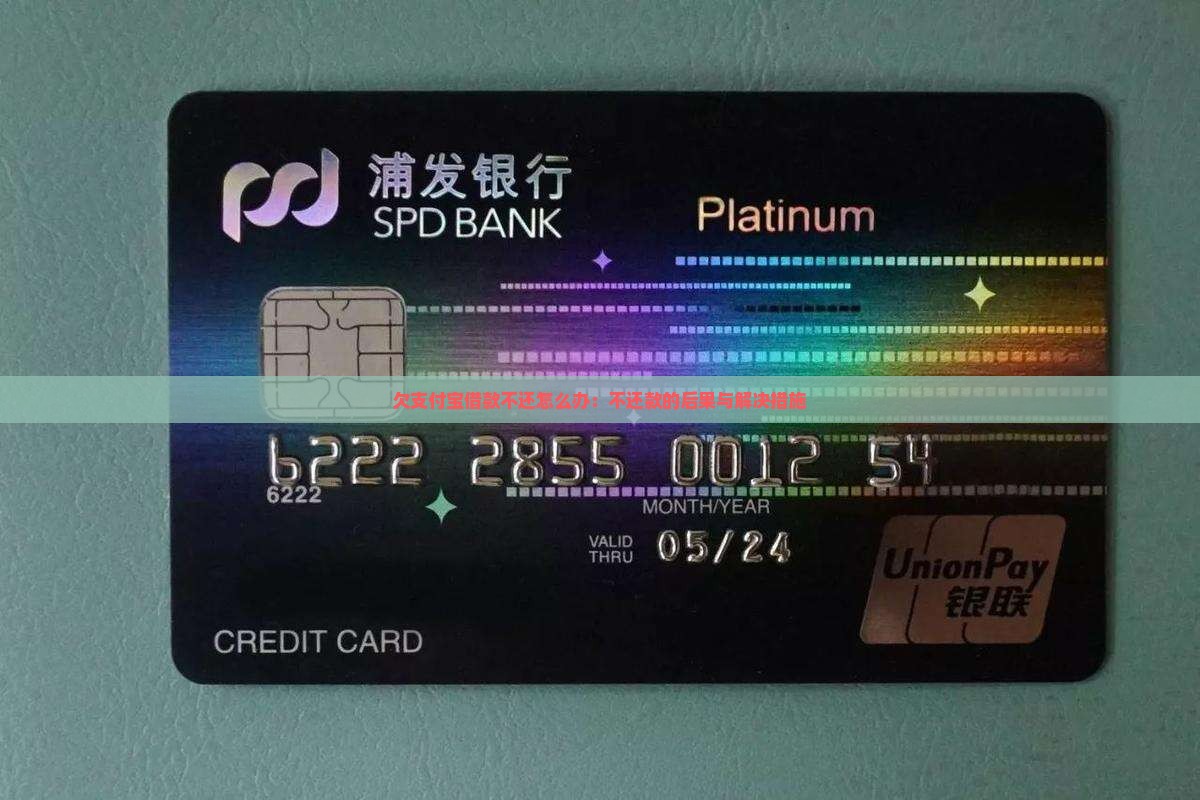 浦发银行
SPD BANK
Platinum
欠支付宝借款不还怎么办：不还款的后果与解决措施
6222 2855 0012 54
6222
MONTH/YEAR
VALID THRU 05/24
UnionPay
银联
CREDIT CARD